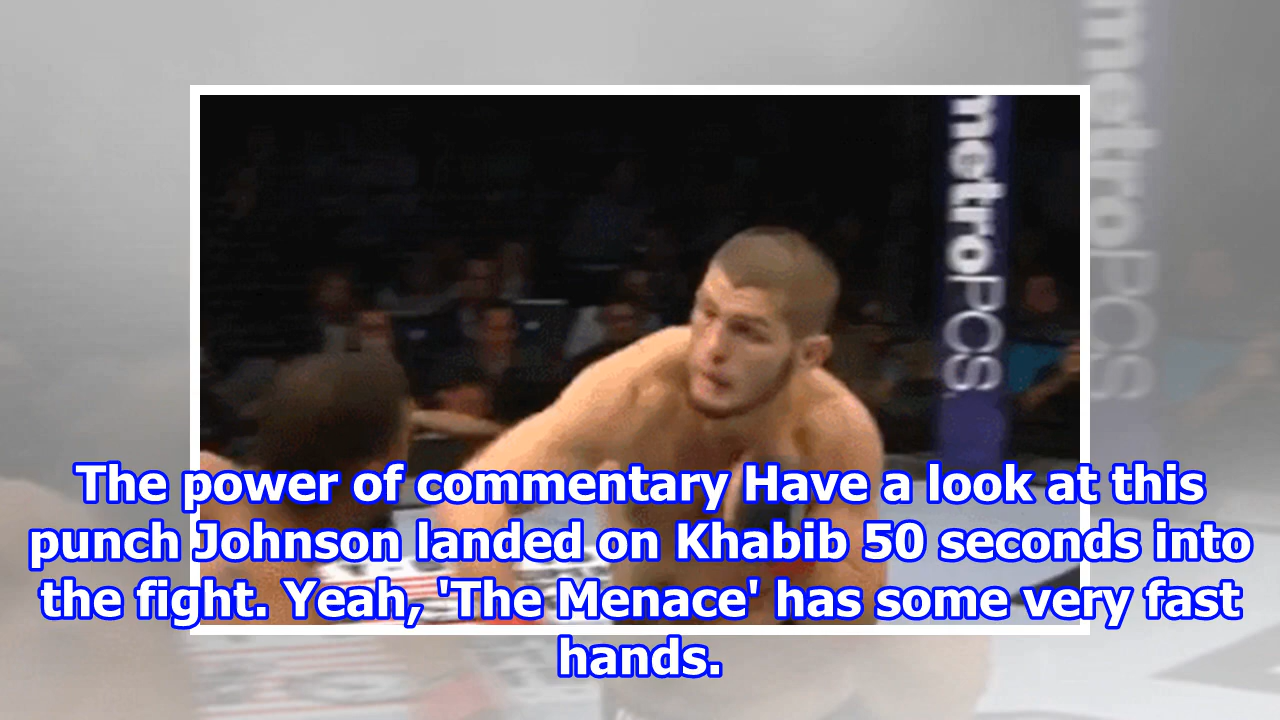 metroPCS.
metroPCS
The power of commentary Have a look at this
punch Johnson landed on Khabib 50 seconds into
the fight. Yeah, 'The Menace' has some very fast
hands.